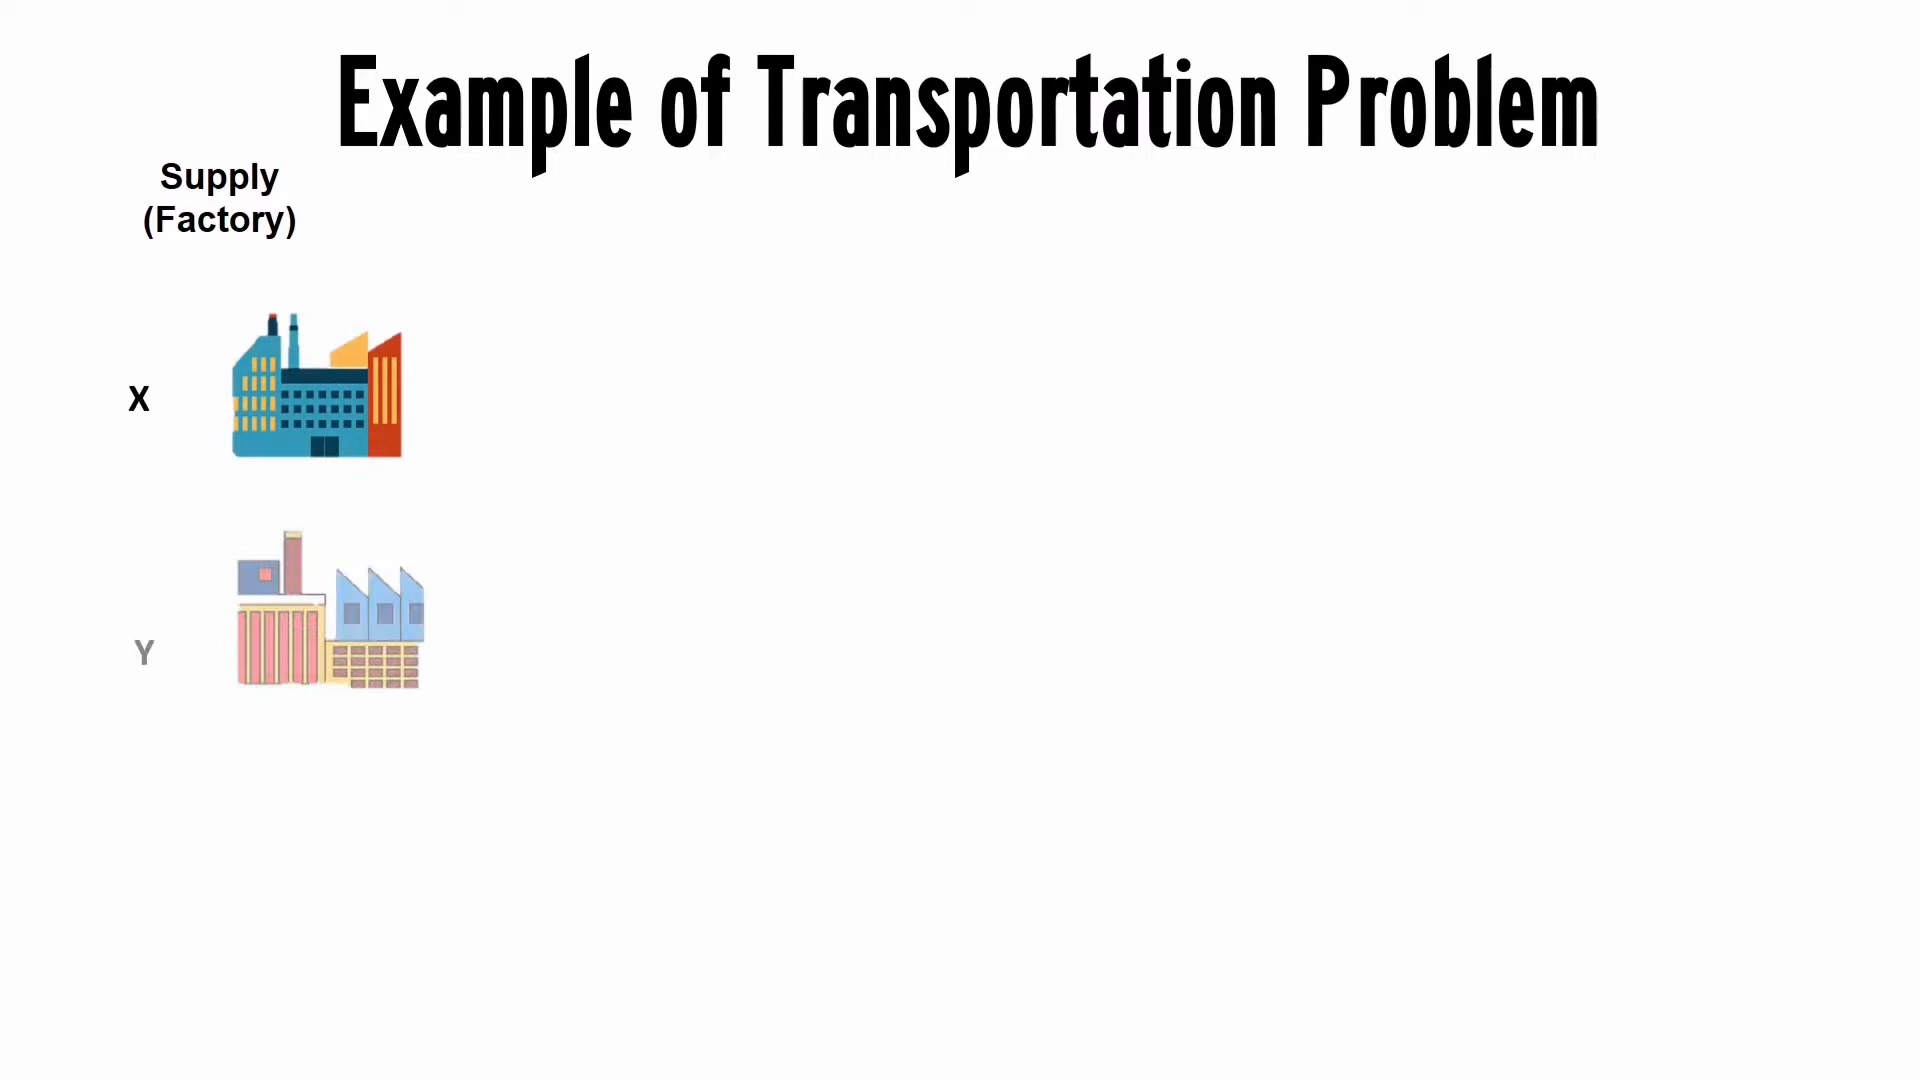 Example of Transportation Problem
Supply
(Factory)
X
Y